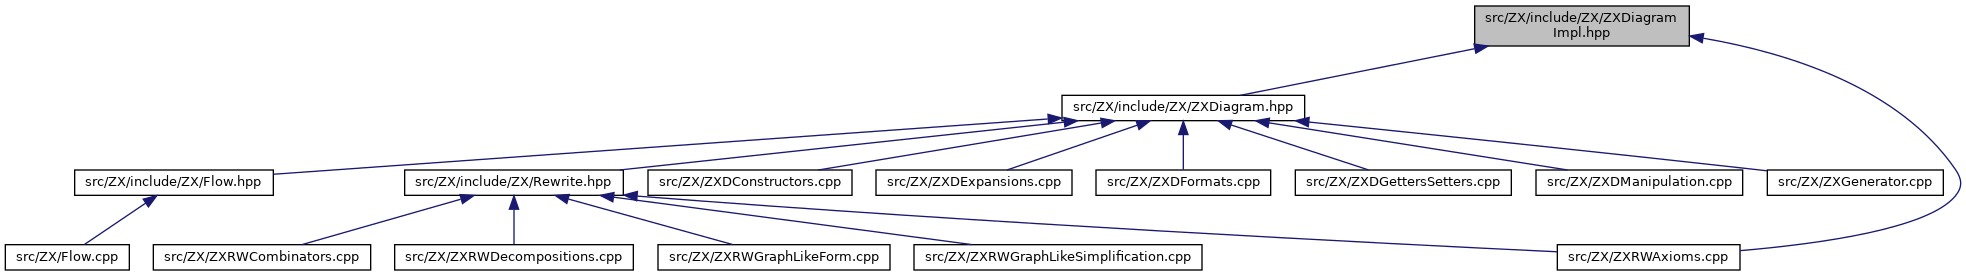 src/ZX/include/ZX/ZXDiagram
Impl.hpp
src/ZX/include/ZX/ZXDiagram.hpp
src/ZX/include/ZX/Flow.hpp
src/ZX/include/ZX/Rewrite.hpp
src/ZX/ZXDConstructors.cpp
src/ZX/ZXDExpansions.cpp
src/ZX/ZXDFormats.cpp
src/ZX/ZXDGettersSetters.cpp
src/ZX/ZXDManipulation.cpp
src/ZX/ZXGenerator.cpp
src/ZX/Flow.cpp
src/ZX/ZXRWCombinators.cpp
src/ZX/ZXRWDecompositions.cpp
src/ZX/ZXRWGraphLikeForm.cpp
src/ZX/ZXRWGraphLikeSimplification.cpp
src/ZX/ZXRWAxioms.cpp